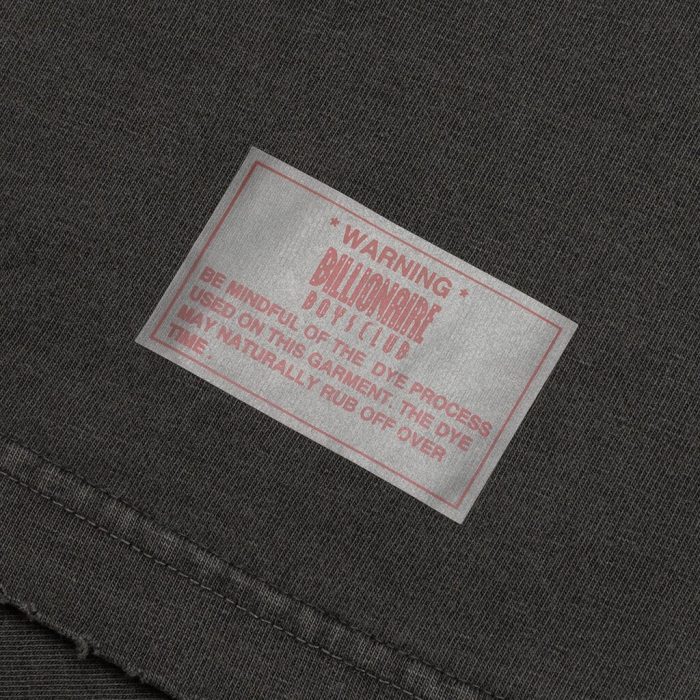 * WARNING *
BILLIONAIRE
BOYS CLUB
BE MINDFUL OF THE DYE PROCESS
USED ON THIS GARMENT. THE DYE
MAY NATURALLY RUB OFF OVER
TIME.